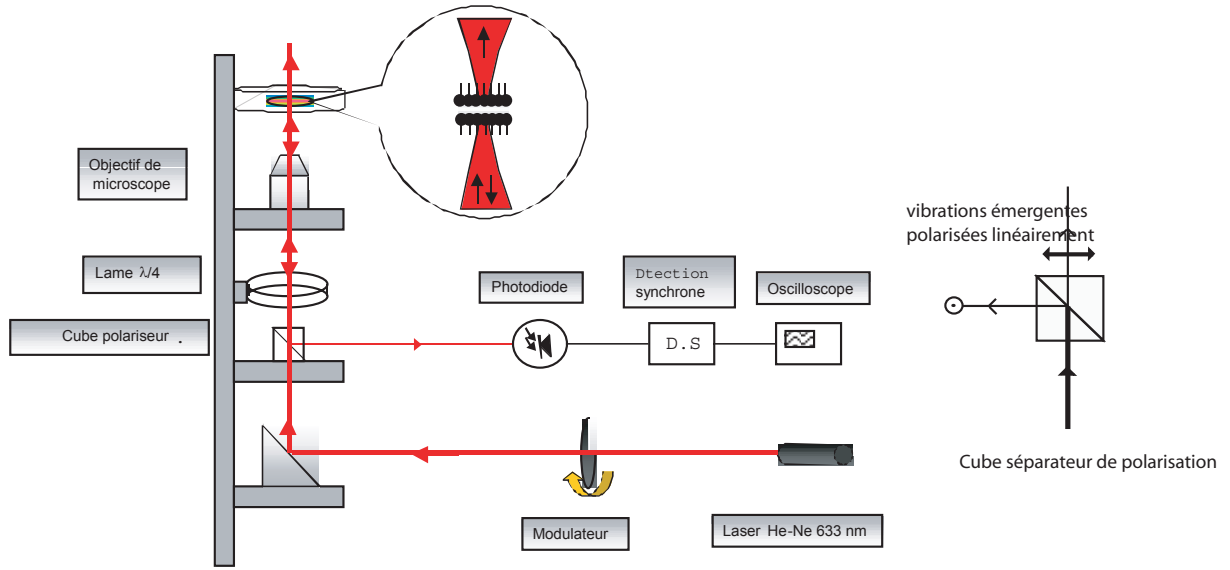 Objectif de
microscope
Lame λ/4
Cube polariseur .
Photodiode
Dtection
synchrone
Oscilloscope
D.S
Modulateur
Laser He-Ne 633 nm
vibrations émergentes
polarisées linéairement
Cube séparateur de polarisation